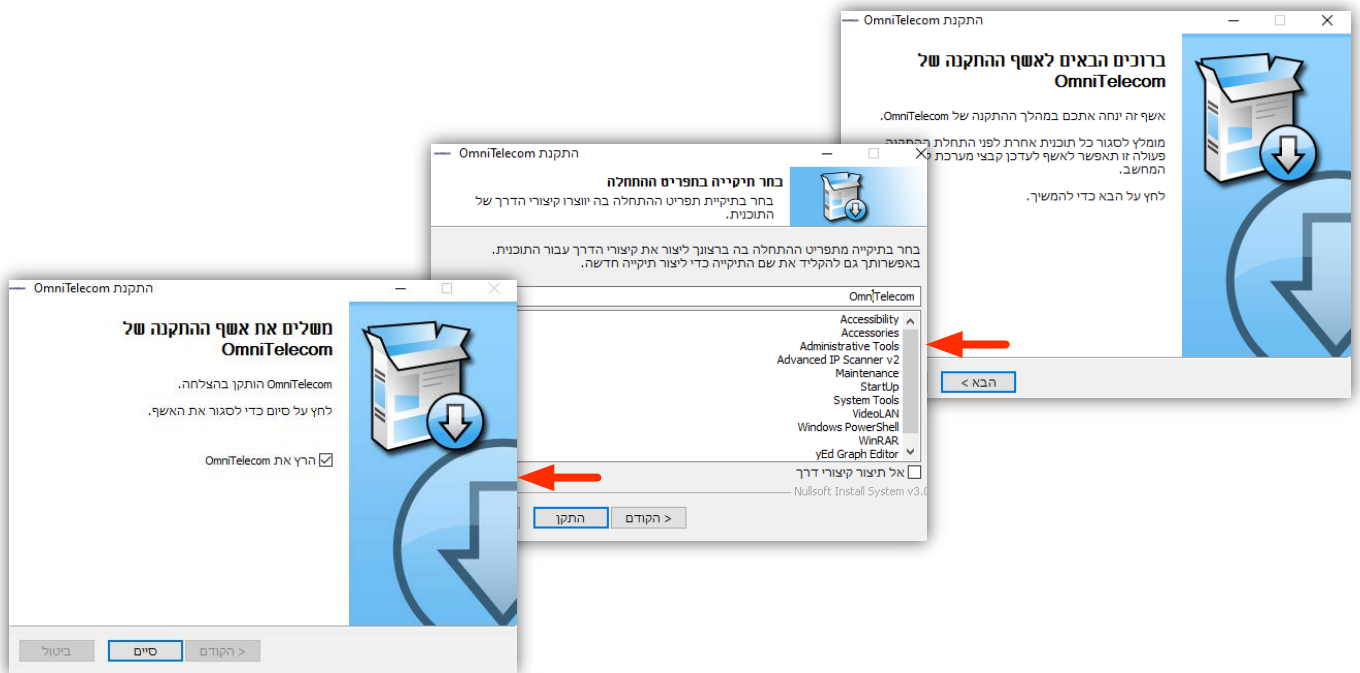 התקנת OmniTelecom
ברוכים הבאים לאשף ההתקנה של
OmniTelecom
אשף זה ינחה אתכם במהלך ההתקנה של OmniTelecom.
מומלץ לסגור כל תוכנית אחרת לפני התחלת ההתקנה
פעולה זו תאפשר לאשף לעדכן קבצי מערכת
המחשב.
לחץ על הבא כדי להמשיך.
הבא >
התקנת OmniTelecom
בחר תיקייה בתפריט ההתחלה
בחר בתיקיית תפריט ההתחלה בה יווצרו קיצורי הדרך של
התוכנית.
בחר בתיקייה מתפריט ההתחלה בה ברצונך ליצור את קיצורי הדרך עבור התוכנית.
באפשרותך גם להקליד את שם התיקייה כדי ליצור תיקייה חדשה.
OmniTelecom
Accessibility
Accessories
Administrative Tools
Advanced IP Scanner v2
Maintenance
StartUp
System Tools
VideoLAN
Windows PowerShell
WinRAR
yEd Graph Editor
אל תיצור קיצורי דרך
Nullsoft Install System v3.0
< הקודם
התקן
התקנת OmniTelecom
משלים את אשף ההתקנה של
OmniTelecom
OmniTelecom הותקן בהצלחה.
לחץ על סיום כדי לסגור את האשף.
הרץ את OmniTelecom
< הקודם
סיים
ביטול